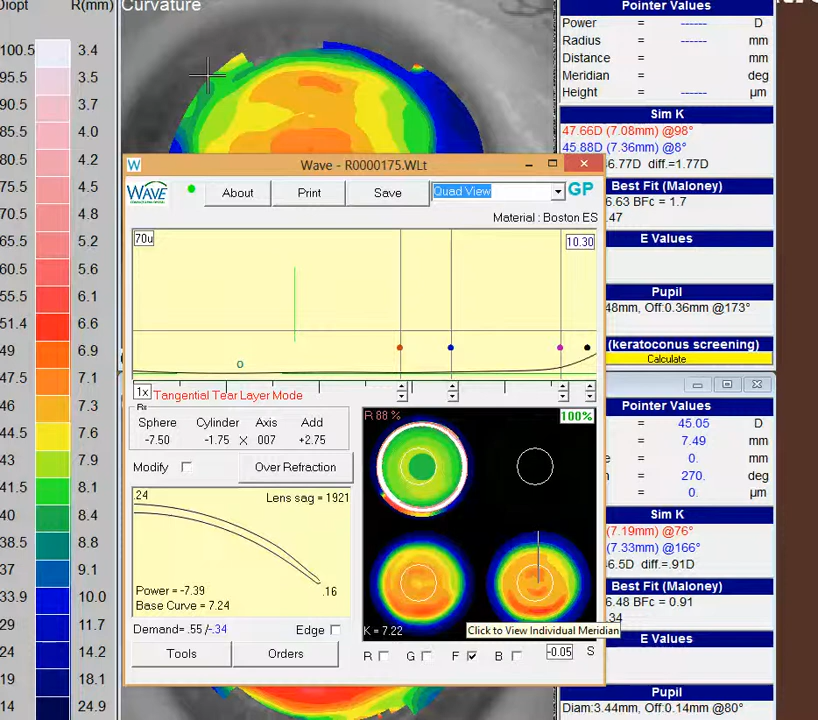 Diopt
R(mm)
100.5 3.4
95.5 3.5
90.5 3.7
85.5 4.0
80.5 4.2
75.5 4.5
70.5 4.8
65.5 5.2
60.5 5.6
55.5 6.1
51.4 6.6
49 6.9
47.5 7.1
46 7.3
44.5 7.6
43 7.9
41.5 8.1
40 8.4
38.5 8.8
37 9.1
33.9 10.0
29 11.7
27 14.2
19 18.1
14 24.9
Curvature
Pointer Values
Power = ------ D
Radius = ------ mm
Distance = mm
Meridian = deg
Height = ------ µm
Sim K
47.66D (7.08mm) @98°
45.88D (7.36mm) @8°
46.77D diff.=1.77D
Best Fit (Maloney)
6.63 BFc = 1.7
.47
E Values
Pupil
.48mm, Off:0.36mm @173°
(keratoconus screening)
Calculate
W
Wave - R0000175.WLt
WAVE
About
Print
Save
Quad View
GP
Material : Boston ES
70u
10.30
1x
Tangential Tear Layer Mode
Rx
Sphere Cylinder Axis Add
-7.50 -1.75 X 007 +2.75
Modify
Over Refraction
.24
Lens sag = 1921
Power = -7.39
Base Curve = 7.24
.16
Demand= .55 /-.34
Edge
Tools
Orders
R 88 %
100%
K = 7.22
Click to View Individual Meridian
R G F B -0.05 S
Pointer Values
= 45.05 D
= 7.49 mm
= 0. mm
= 270. deg
= 0. µm
Sim K
(7.19mm) @76°
(7.33mm) @166°
6.5D diff.=.91D
Best Fit (Maloney)
6.48 BFc = 0.91
.34
E Values
Pupil
Diam:3.44mm, Off:0.14mm @80°